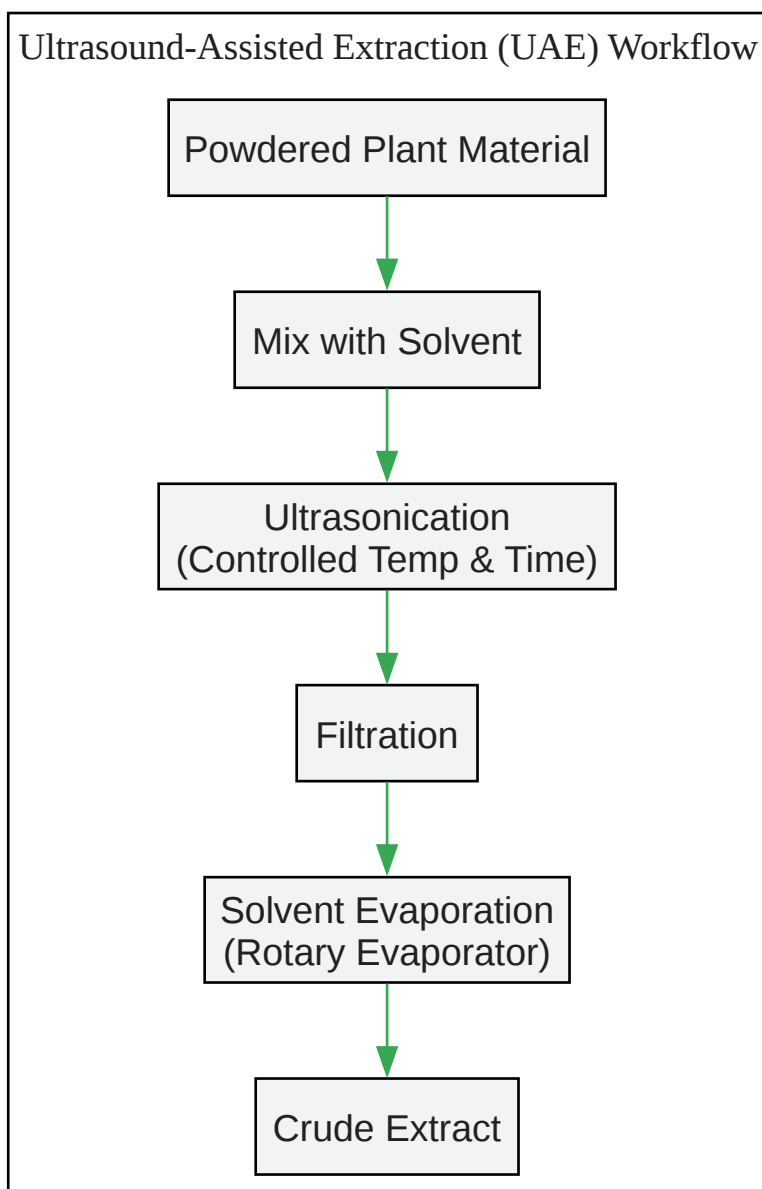 Ultrasound-Assisted Extraction (UAE) Workflow
Powdered Plant Material
Mix with Solvent
Ultrasonication
(Controlled Temp & Time)
Filtration
Solvent Evaporation
(Rotary Evaporator)
Crude Extract